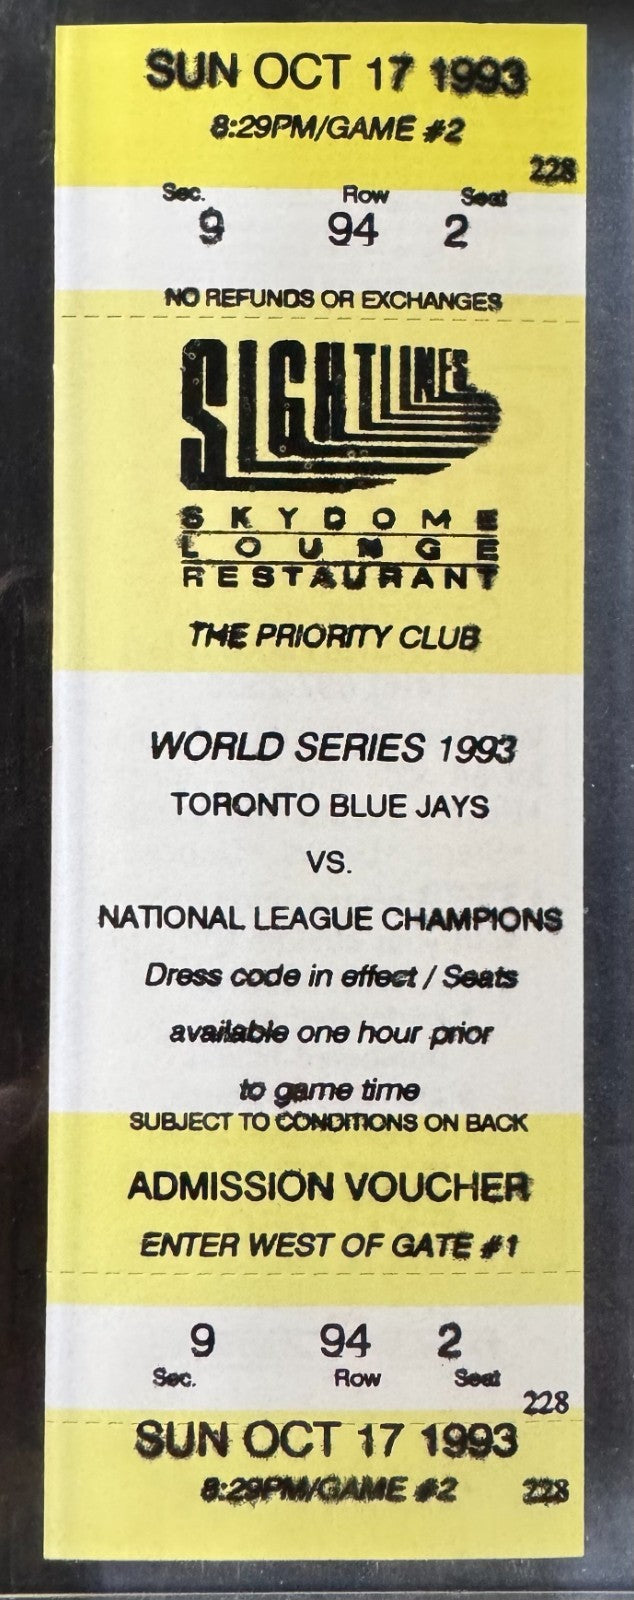 SUN OCT 17 1993
8:29PM/GAME #2
228
Sec. Row Seat
9 94 2
NO REFUNDS OR EXCHANGES
SIGHTLINES
SKYDOME
LOUNGE
RESTAURANT
THE PRIORITY CLUB
WORLD SERIES 1993
TORONTO BLUE JAYS
VS.
NATIONAL LEAGUE CHAMPIONS
Dress code in effect / Seats
available one hour prior
to game time
SUBJECT TO CONDITIONS ON BACK
ADMISSION VOUCHER
ENTER WEST OF GATE #1
9 94 2
Sec. Row Seat
228
SUN OCT 17 1993
8:29PM/GAME #2 228